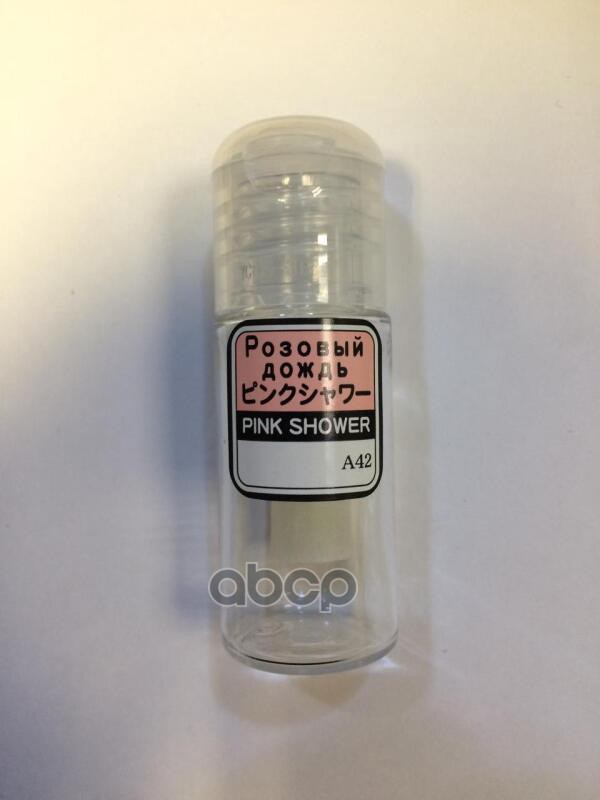 Розовый
дождь
ピンクシャワー
PINK SHOWER
A42
abcp